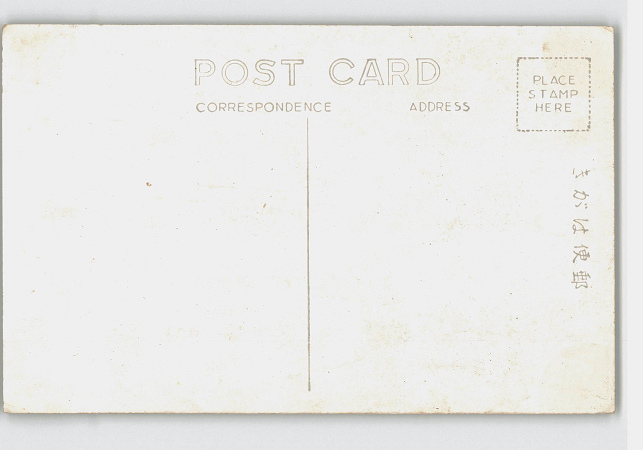 POST CARD
CORRESPONDENCE
ADDRESS
PLACE
STAMP
HERE
きがは便郵